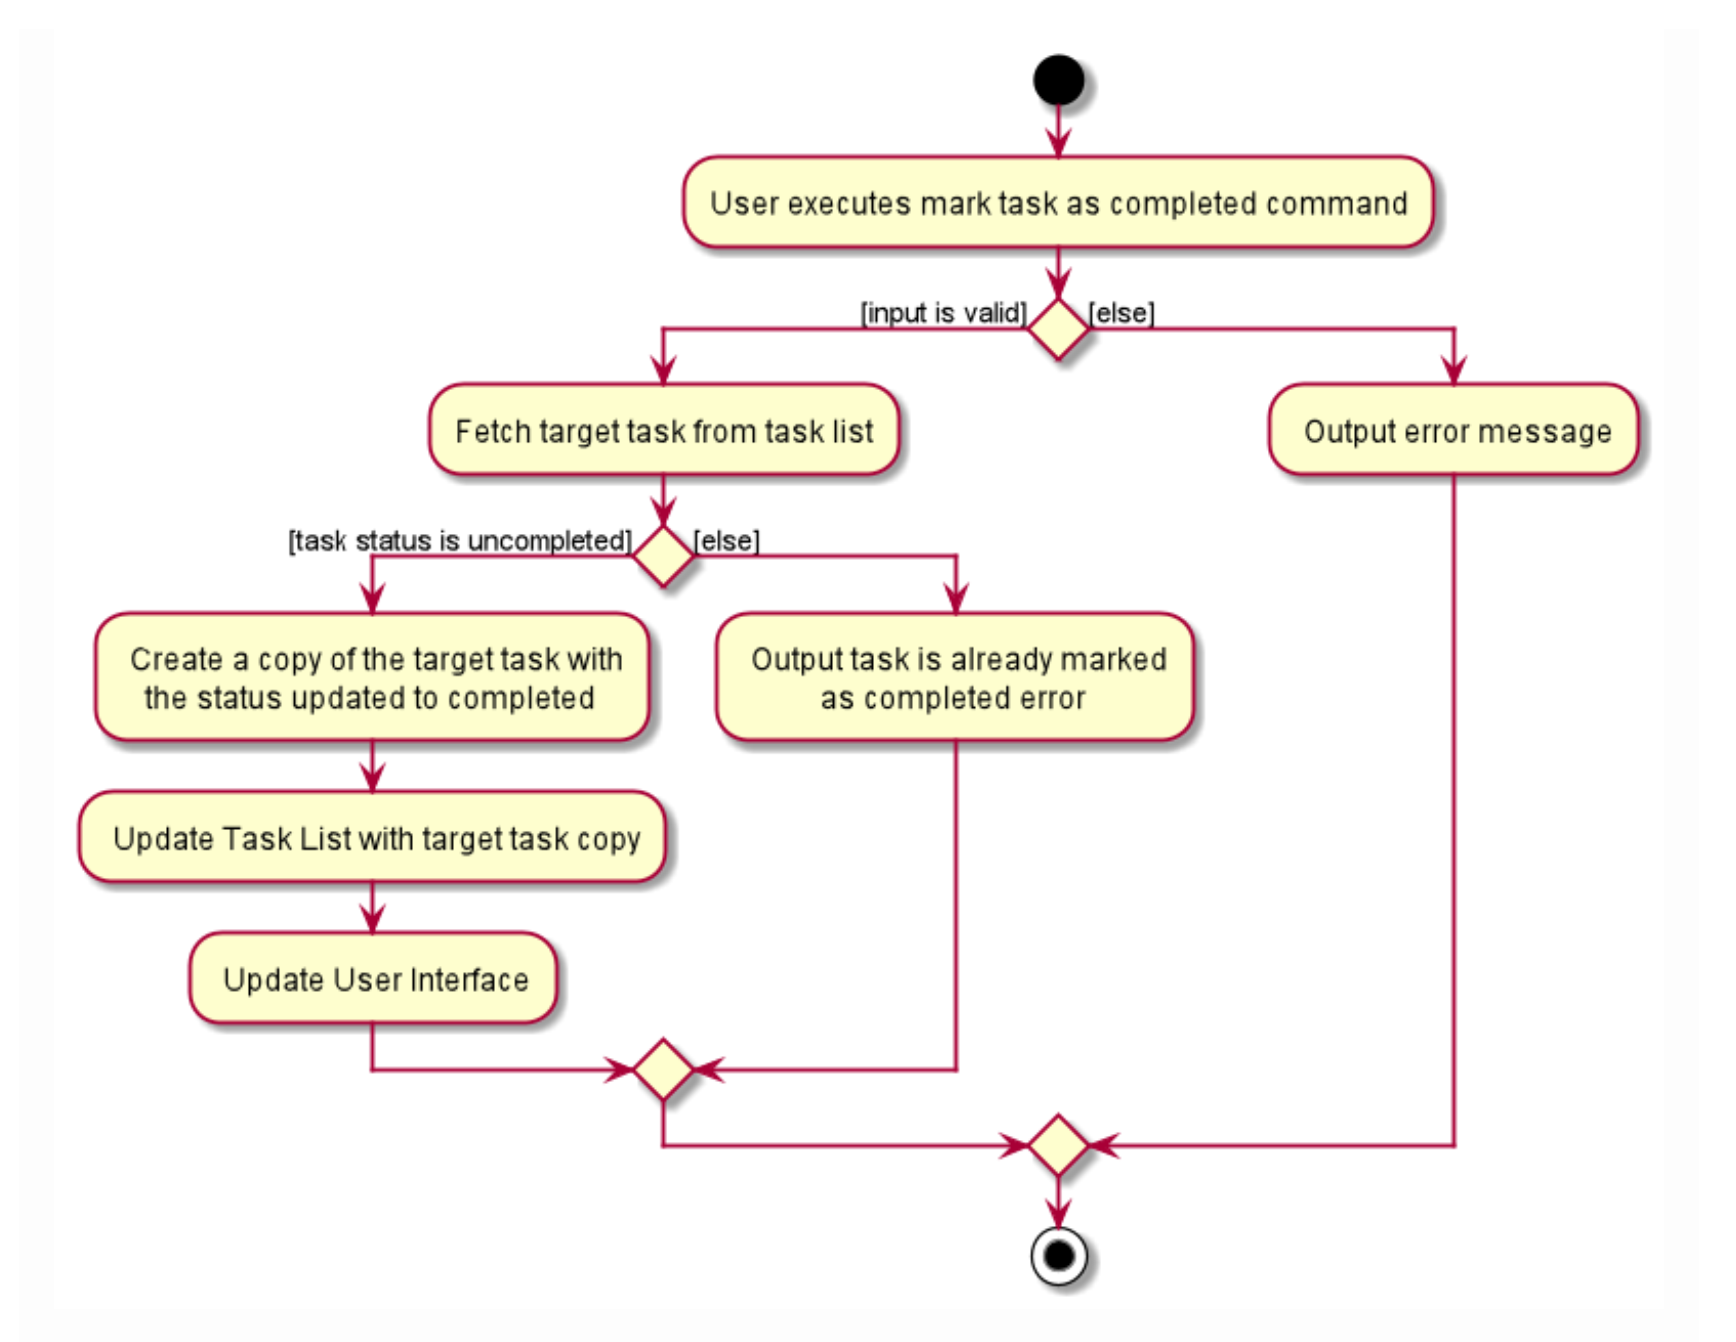 User executes mark task as completed command
[input is valid]
[else]
Fetch target task from task list
Output error message
[task status is uncompleted]
[else]
Create a copy of the target task with
the status updated to completed
Output task is already marked
as completed error
Update Task List with target task copy
Update User Interface